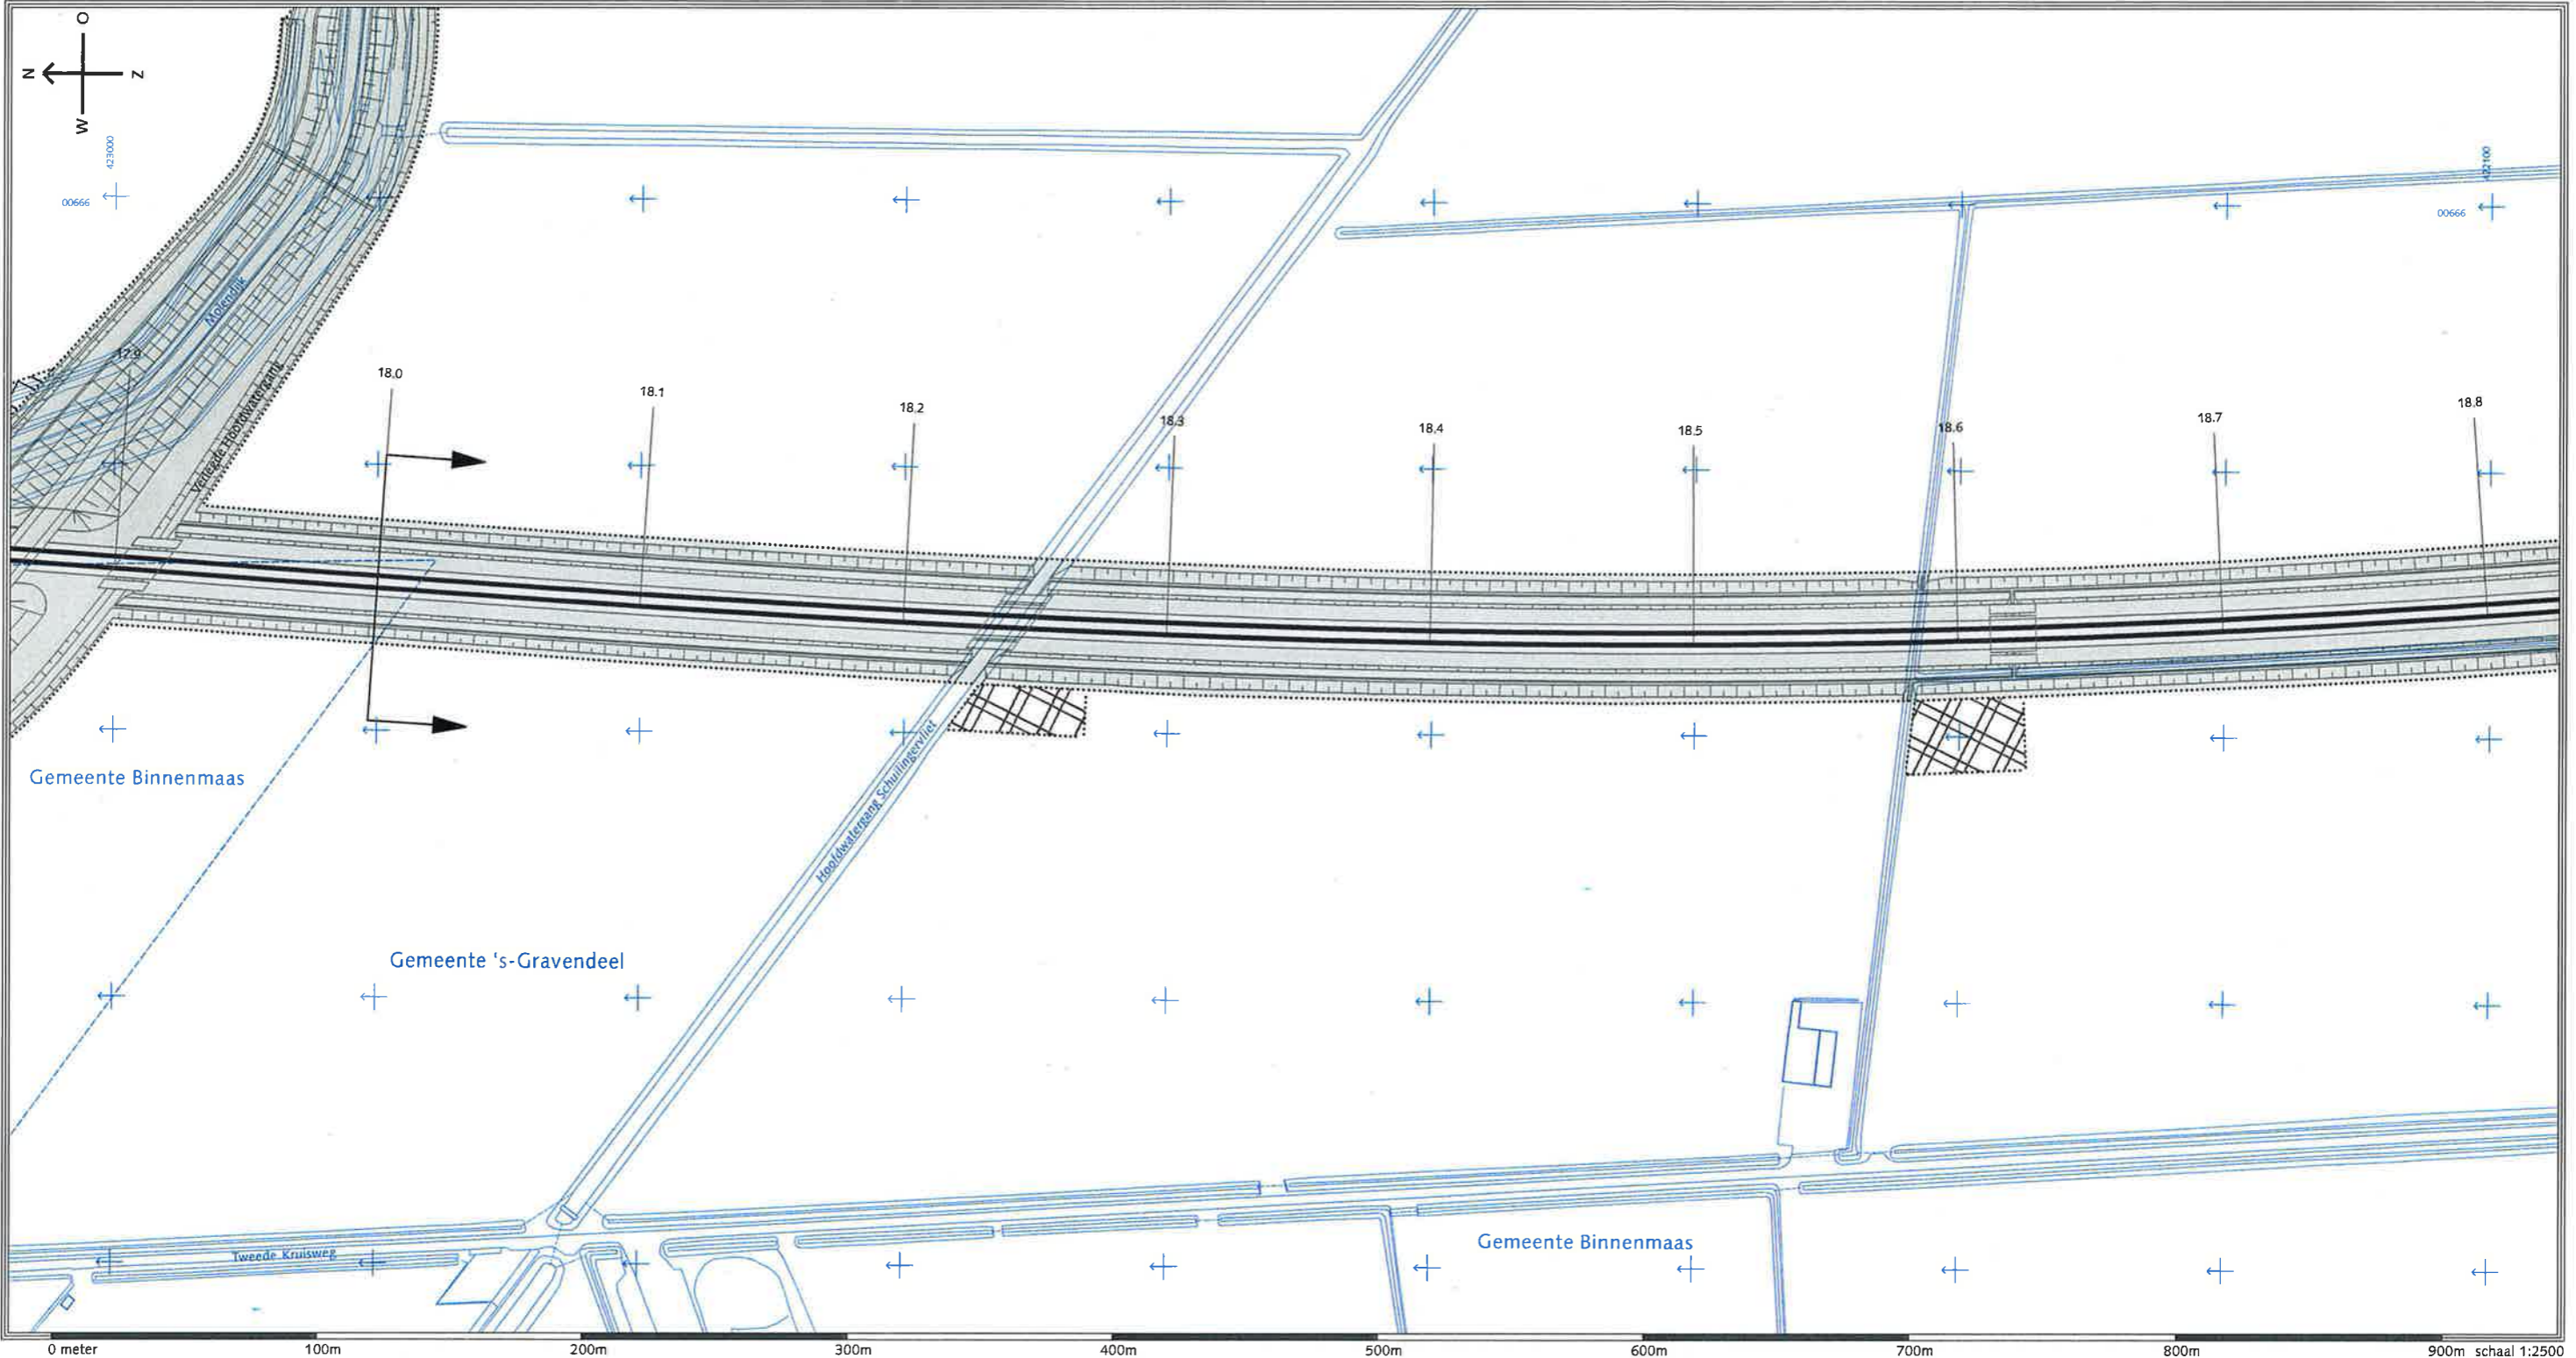 O
N
Z
W
423000
00666
422100
00666
Molendijk
17.9
Verlegde Hoofdwatergang
18.0
18.1
18.2
18.3
18.4
18.5
18.6
18.7
18.8
Hoofdwatergang Schuilingervliet
Gemeente Binnenmaas
Gemeente 's-Gravendeel
Gemeente Binnenmaas
Tweede Kruisweg
0 meter 100m 200m 300m 400m 500m 600m 700m 800m 900m schaal 1:2500